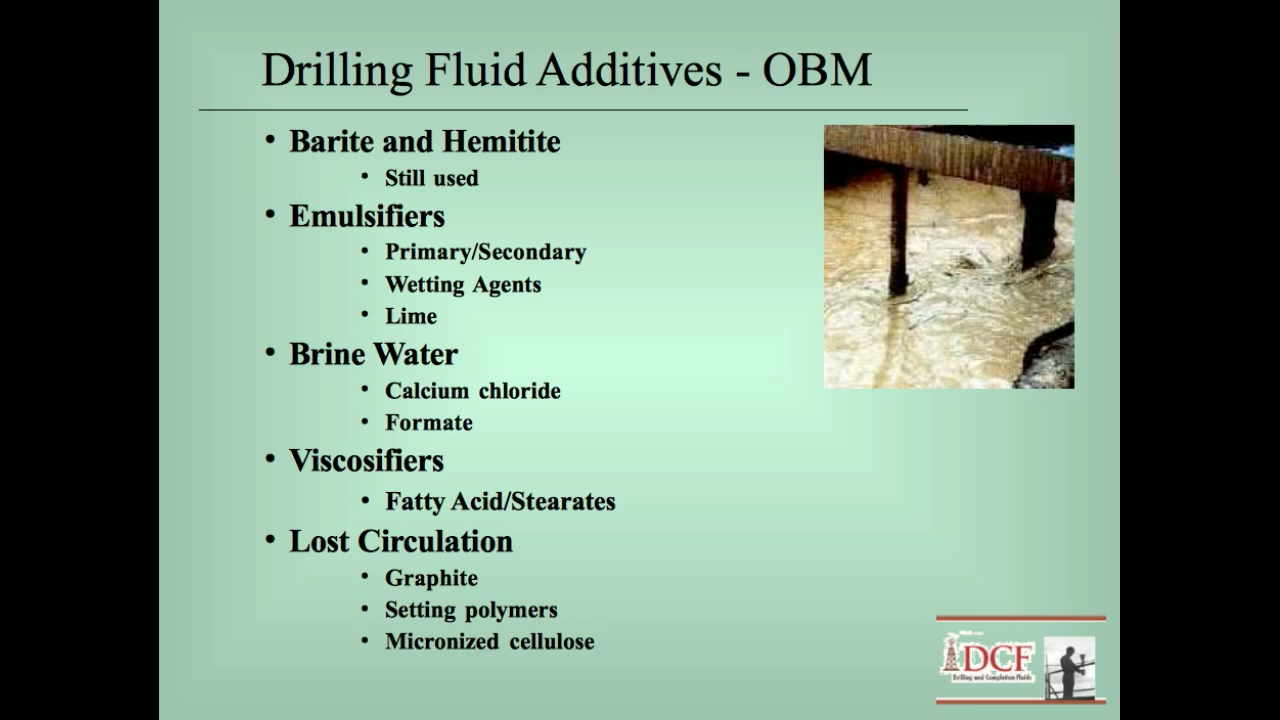 Drilling Fluid Additives - OBM
• Barite and Hemitite
• Still used
• Emulsifiers
• Primary/Secondary
• Wetting Agents
• Lime
• Brine Water
• Calcium chloride
• Formate
• Viscosifiers
• Fatty Acid/Stearates
• Lost Circulation
• Graphite
• Setting polymers
• Micronized cellulose
DCF
Drilling and Completion Fluids